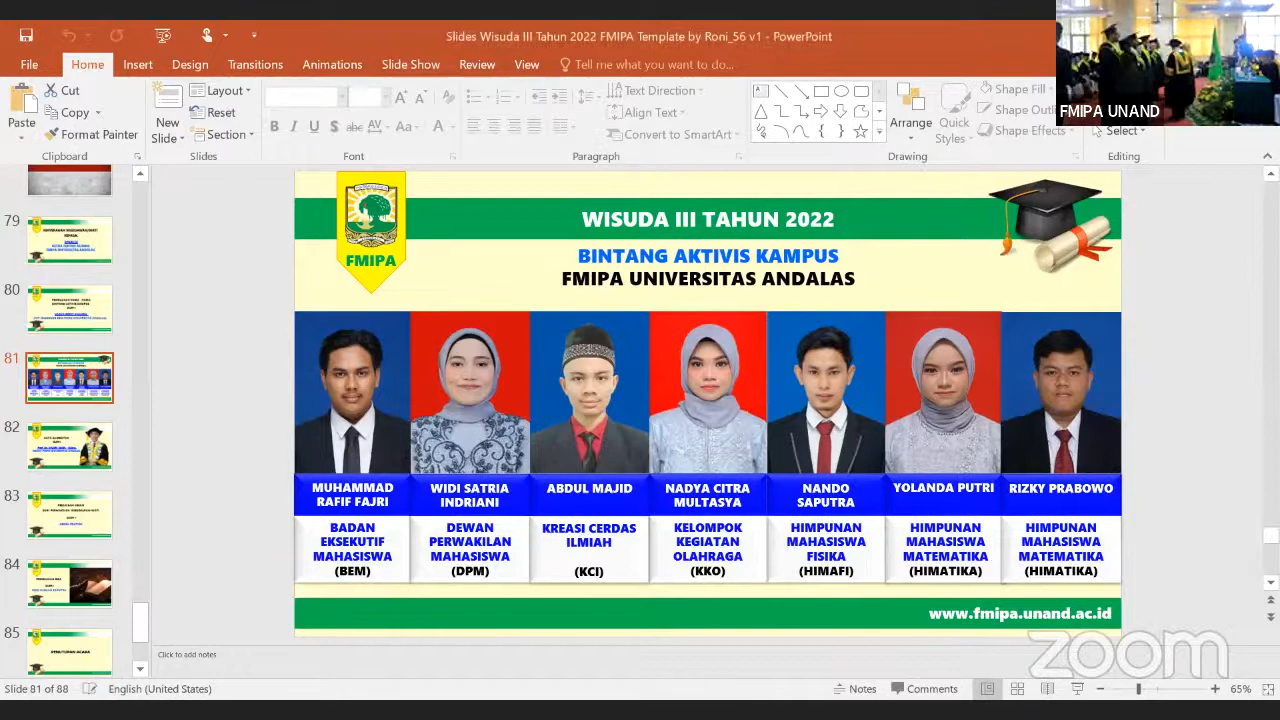 Slides Wisuda III Tahun 2022 FMIPA Template by Roni_56 v1 - PowerPoint
File Home Insert Design Transitions Animations Slide Show Review View Tell me what you want to do...
FMIPA UNAND
Paste
Cut
Copy
Format Painter
Clipboard
New
Slide
Layout
Reset
Section
Slides
B I U S abc AV Aa A
Font
Text Direction
Align Text
Convert to SmartArt
Paragraph
Arrange
Quick
Styles
Shape Fill
Shape
Shape Effects
Drawing
Select
Editing
79
80
81
82
83
84
85
PENUTUPAN ACARA
WISUDA III TAHUN 2022
BINTANG AKTIVIS KAMPUS
FMIPA UNIVERSITAS ANDALAS
FMIPA
MUHAMMAD
RAFIF FAJRI
BADAN
EKSEKUTIF
MAHASISWA
(BEM)
WIDI SATRIA
INDRIANI
DEWAN
PERWAKILAN
MAHASISWA
(DPM)
ABDUL MAJID
KREASI CERDAS
ILMIAH
(KCI)
NADYA CITRA
MULTASYA
KELOMPOK
KEGIATAN
OLAHRAGA
(KKO)
NANDO
SAPUTRA
HIMPUNAN
MAHASISWA
FISIKA
(HIMAFI)
YOLANDA PUTRI
HIMPUNAN
MAHASISWA
MATEMATIKA
(HIMATIKA)
RIZKY PRABOWO
HIMPUNAN
MAHASISWA
MATEMATIKA
(HIMATIKA)
www.fmipa.unand.ac.id
Click to add notes
zoom
Slide 81 of 88 English (United States) Notes Comments 65%